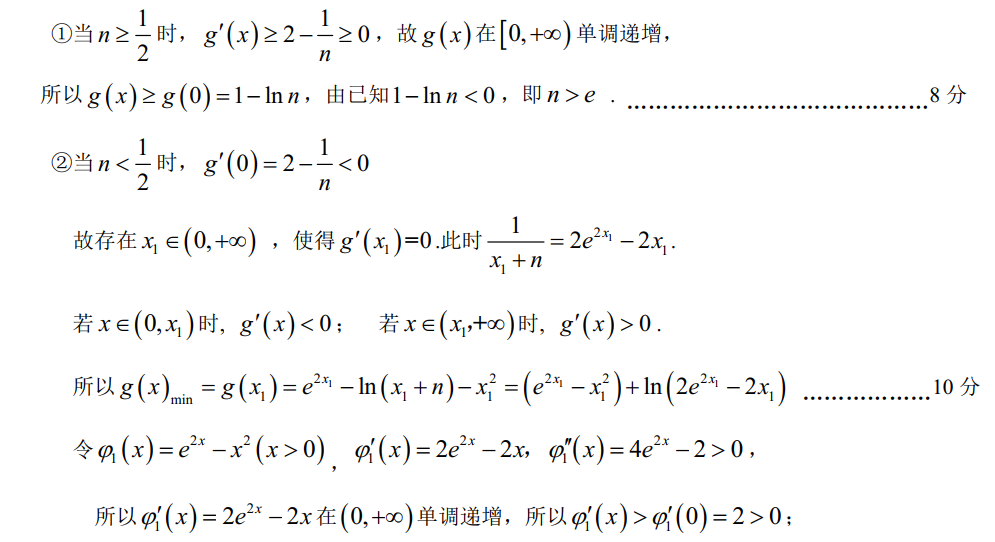 ①当 $n \geq \frac{1}{2}$ 时，$g'(x) \geq 2 - \frac{1}{n} \geq 0$，故 $g(x)$ 在 $[0,+\infty)$ 单调递增，
所以 $g(x) \geq g(0) = 1 - \ln n$，由已知 $1 - \ln n < 0$，即 $n > e$ ．……………………………………8 分
②当 $n < \frac{1}{2}$ 时，$g'(0) = 2 - \frac{1}{n} < 0$
故存在 $x_1 \in (0,+\infty)$ ，使得 $g'(x_1) = 0$.此时 $\frac{1}{x_1 + n} = 2e^{2x_1} - 2x_1$.
若 $x \in (0, x_1)$ 时, $g'(x) < 0$； 若 $x \in (x_1,+\infty)$ 时, $g'(x) > 0$ .
所以 $g(x)_{\min} = g(x_1) = e^{2x_1} - \ln(x_1 + n) - x_1^2 = (e^{2x_1} - x_1^2) + \ln(2e^{2x_1} - 2x_1)$ ………………10 分
令 $\varphi_1(x) = e^{2x} - x^2 (x > 0)$，$\varphi_1'(x) = 2e^{2x} - 2x$，$\varphi_1''(x) = 4e^{2x} - 2 > 0$，
所以 $\varphi_1'(x) = 2e^{2x} - 2x$ 在 $(0,+\infty)$ 单调递增，所以 $\varphi_1'(x) > \varphi_1'(0) = 2 > 0$；